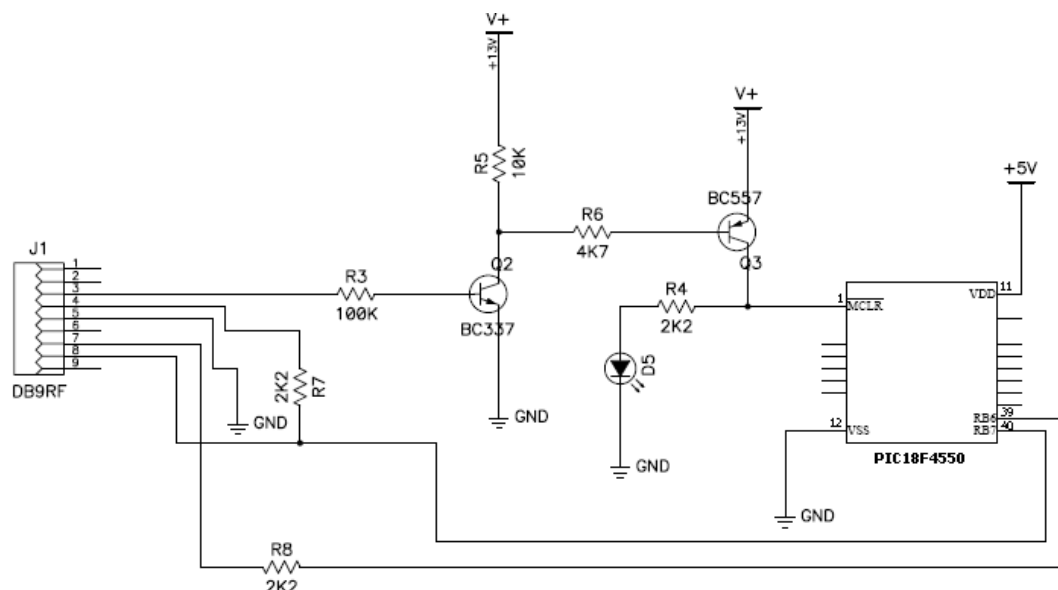 V+
+13V
R5
10K
V+
+13V
BC557
Q3
+5V
R6
4K7
J1
1
2
3
4
5
6
7
8
9
DB9RF
R3
100K
Q2
BC337
R4
2K2
D5
GND
GND
R7
2K2
GND
1
MCLR
VDD
11
12
VSS
RB6
39
RB7
40
PIC18F4550
GND
R8
2K2